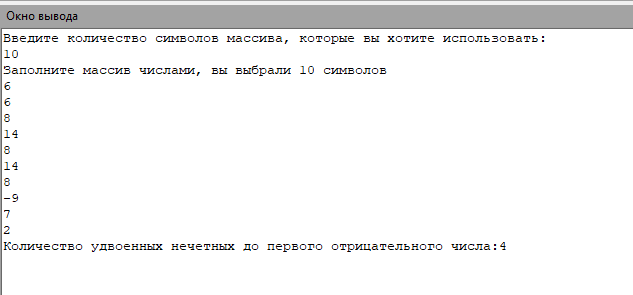 Окно вывода
Введите количество символов массива, которые вы хотите использовать:
10
Заполните массив числами, вы выбрали 10 символов
6
6
8
14
8
14
8
-9
7
2
Количество удвоенных нечетных до первого отрицательного числа:4